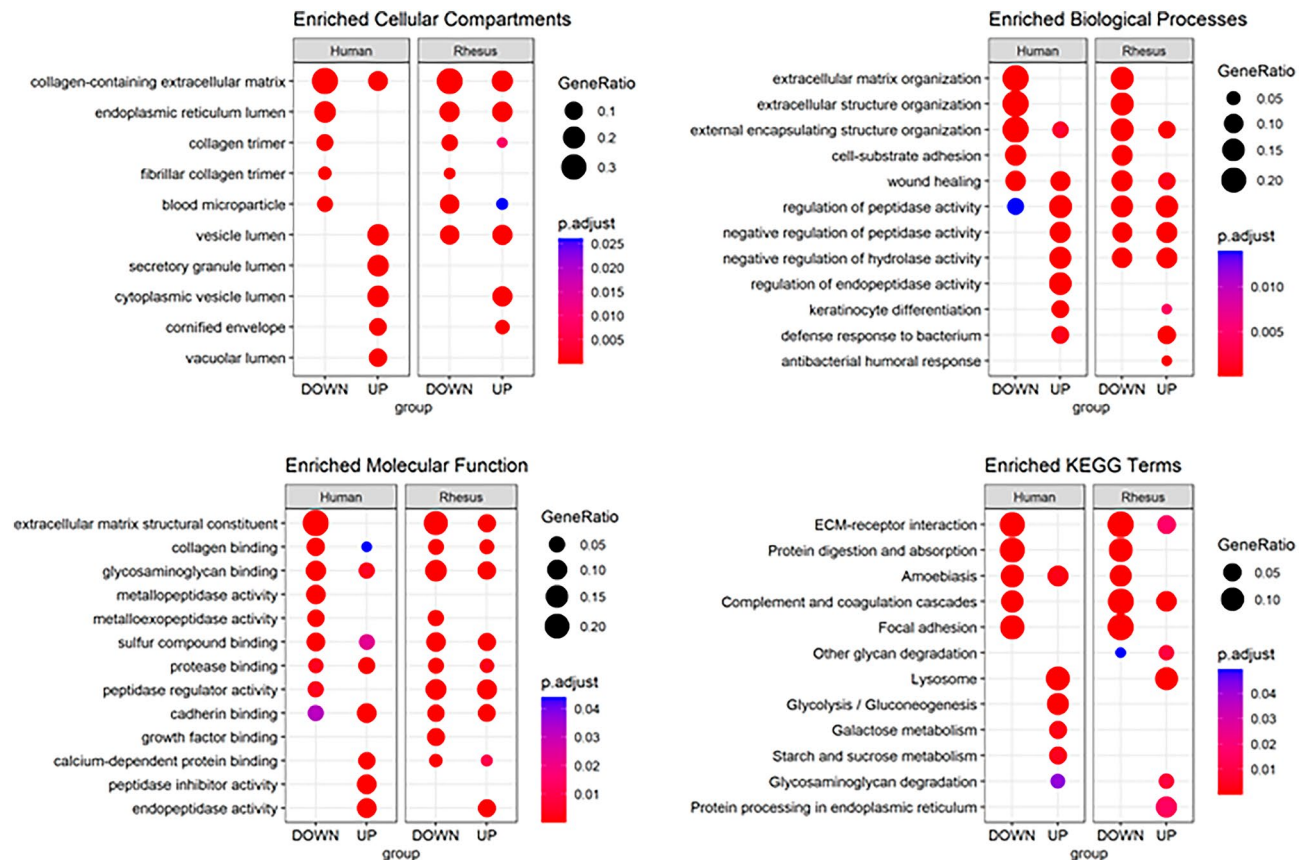 Enriched Cellular Compartments
Human
Rhesus
collagen-containing extracellular matrix
endoplasmic reticulum lumen
collagen trimer
fibrillar collagen trimer
blood microparticle
vesicle lumen
secretory granule lumen
cytoplasmic vesicle lumen
cornified envelope
vacuolar lumen
DOWN UP DOWN UP
group
GeneRatio
0.1
0.2
0.3
p.adjust
0.025
0.020
0.015
0.010
0.005
Enriched Biological Processes
Human
Rhesus
extracellular matrix organization
extracellular structure organization
external encapsulating structure organization
cell-substrate adhesion
wound healing
regulation of peptidase activity
negative regulation of peptidase activity
negative regulation of hydrolase activity
regulation of endopeptidase activity
keratinocyte differentiation
defense response to bacterium
antibacterial humoral response
DOWN UP DOWN UP
group
GeneRatio
0.05
0.10
0.15
0.20
p.adjust
0.010
0.005
Enriched Molecular Function
Human
Rhesus
extracellular matrix structural constituent
collagen binding
glycosaminoglycan binding
metallopeptidase activity
metalloexopeptidase activity
sulfur compound binding
protease binding
peptidase regulator activity
cadherin binding
growth factor binding
calcium-dependent protein binding
peptidase inhibitor activity
endopeptidase activity
DOWN UP DOWN UP
group
GeneRatio
0.05
0.10
0.15
0.20
p.adjust
0.04
0.03
0.02
0.01
Enriched KEGG Terms
Human
Rhesus
ECM-receptor interaction
Protein digestion and absorption
Amoebiasis
Complement and coagulation cascades
Focal adhesion
Other glycan degradation
Lysosome
Glycolysis / Gluconeogenesis
Galactose metabolism
Starch and sucrose metabolism
Glycosaminoglycan degradation
Protein processing in endoplasmic reticulum
DOWN UP DOWN UP
group
GeneRatio
0.05
0.10
p.adjust
0.04
0.03
0.02
0.01